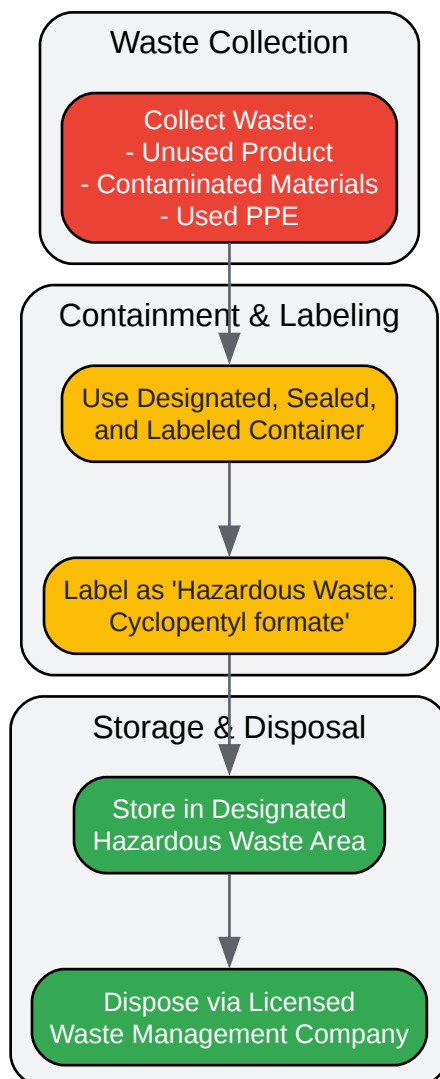 Waste Collection
Collect Waste:
- Unused Product
- Contaminated Materials
- Used PPE
Containment & Labeling
Use Designated, Sealed,
and Labeled Container
Label as 'Hazardous Waste:
Cyclopentyl formate'
Storage & Disposal
Store in Designated
Hazardous Waste Area
Dispose via Licensed
Waste Management Company